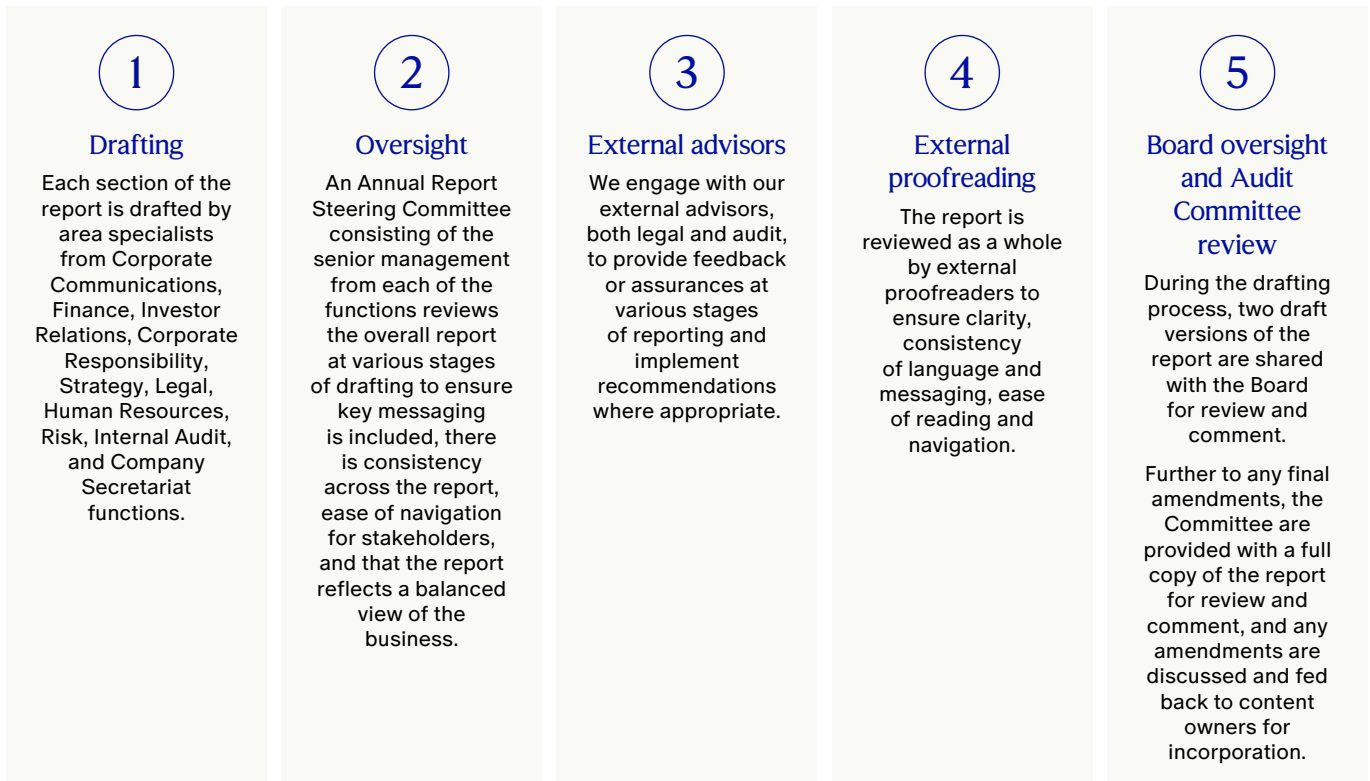 1
Drafting
Each section of the
report is drafted by
area specialists
from Corporate
Communications,
Finance, Investor
Relations, Corporate
Responsibility,
Strategy, Legal,
Human Resources,
Risk, Internal Audit,
and Company
Secretariat
functions.
2
Oversight
An Annual Report
Steering Committee
consisting of the
senior management
from each of the
functions reviews
the overall report
at various stages
of drafting to ensure
key messaging
is included, there
is consistency
across the report,
ease of navigation
for stakeholders,
and that the report
reflects a balanced
view of the
business.
3
External advisors
We engage with our
external advisors,
both legal and audit,
to provide feedback
or assurances at
various stages
of reporting and
implement
recommendations
where appropriate.
4
External
proofreading
The report is
reviewed as a whole
by external
proofreaders to
ensure clarity,
consistency
of language and
messaging, ease
of reading and
navigation.
5
Board oversight
and Audit
Committee
review
During the drafting
process, two draft
versions of the
report are shared
with the Board
for review and
comment.
Further to any final
amendments, the
Committee are
provided with a full
copy of the report
for review and
comment, and any
amendments are
discussed and fed
back to content
owners for
incorporation.